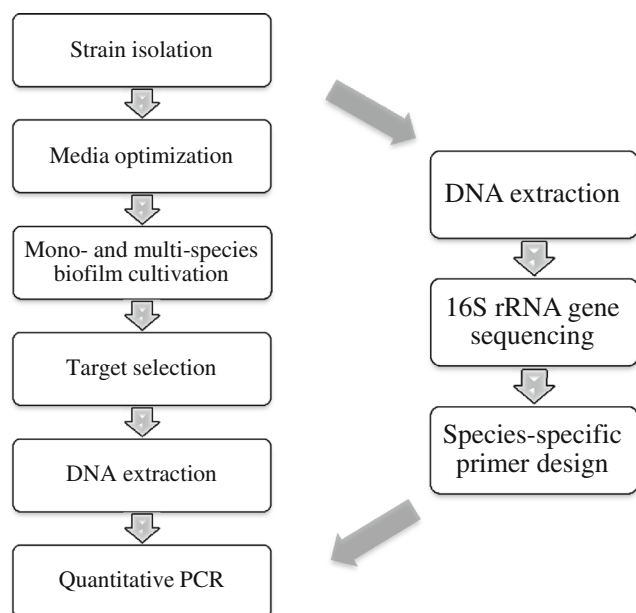 Strain isolation
Media optimization
Mono- and multi-species
biofilm cultivation
Target selection
DNA extraction
Quantitative PCR
DNA extraction
16S rRNA gene
sequencing
Species-specific
primer design